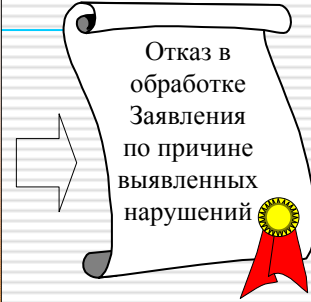 Отказ в
обработке
Заявления
по причине
выявленных
нарушений